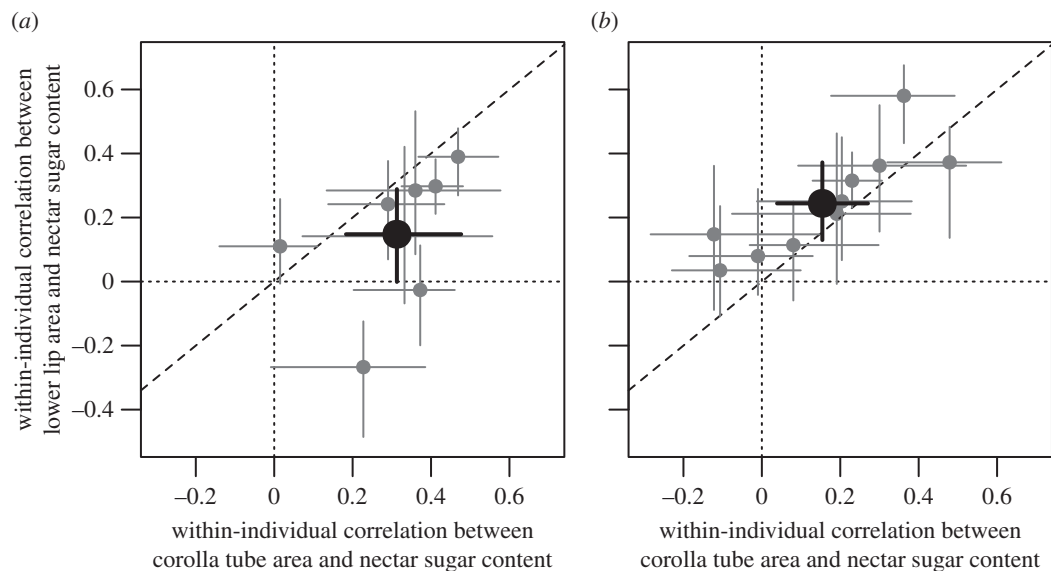 (a)
(b)
within-individual correlation between
lower lip area and nectar sugar content
0.6
0.4
0.2
0
–0.2
–0.4
–0.2
0
0.2
0.4
0.6
–0.2
0
0.2
0.4
0.6
within-individual correlation between
corolla tube area and nectar sugar content
within-individual correlation between
corolla tube area and nectar sugar content